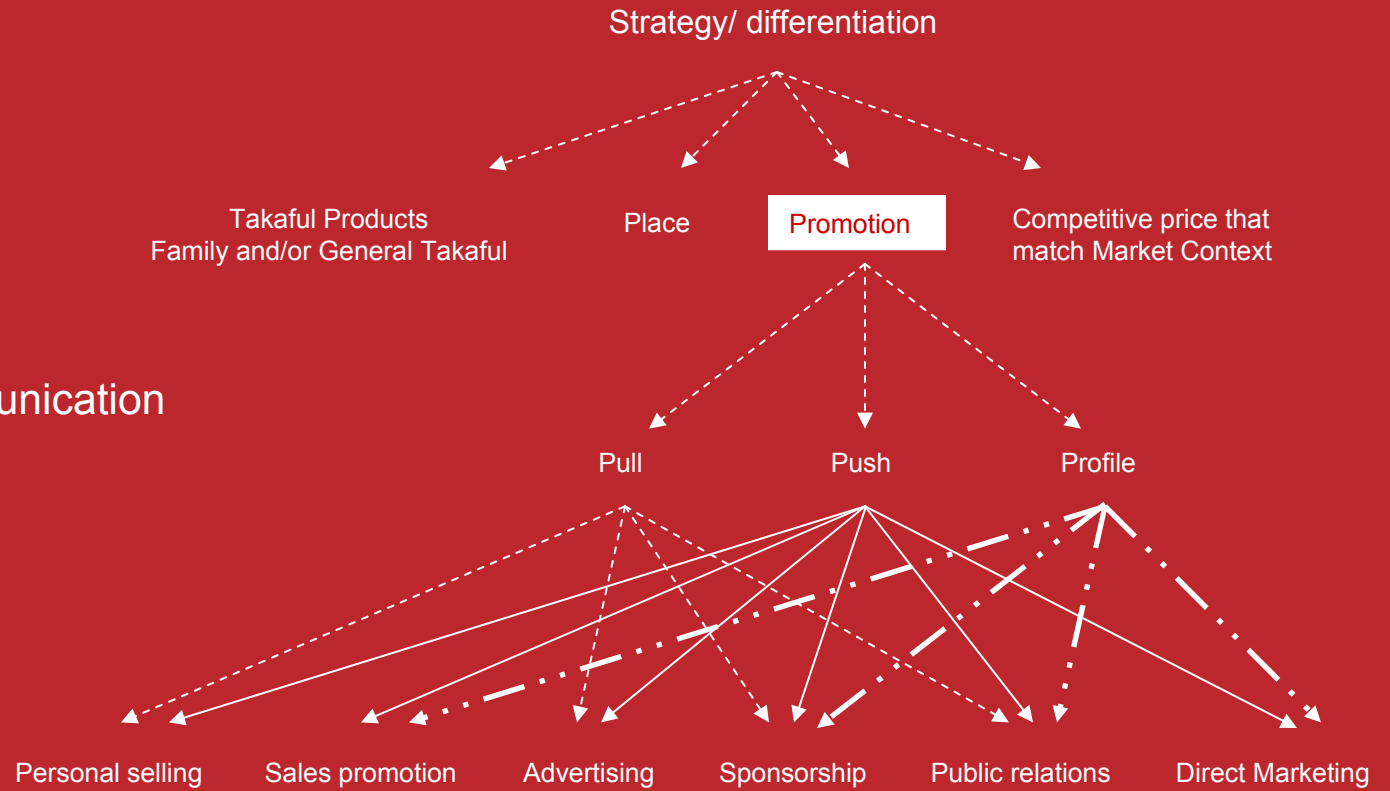 Strategy/ differentiation
Takaful Products
Family and/or General Takaful
Place
Promotion
Competitive price that
match Market Context
unication
Pull
Push
Profile
Personal selling
Sales promotion
Advertising
Sponsorship
Public relations
Direct Marketing